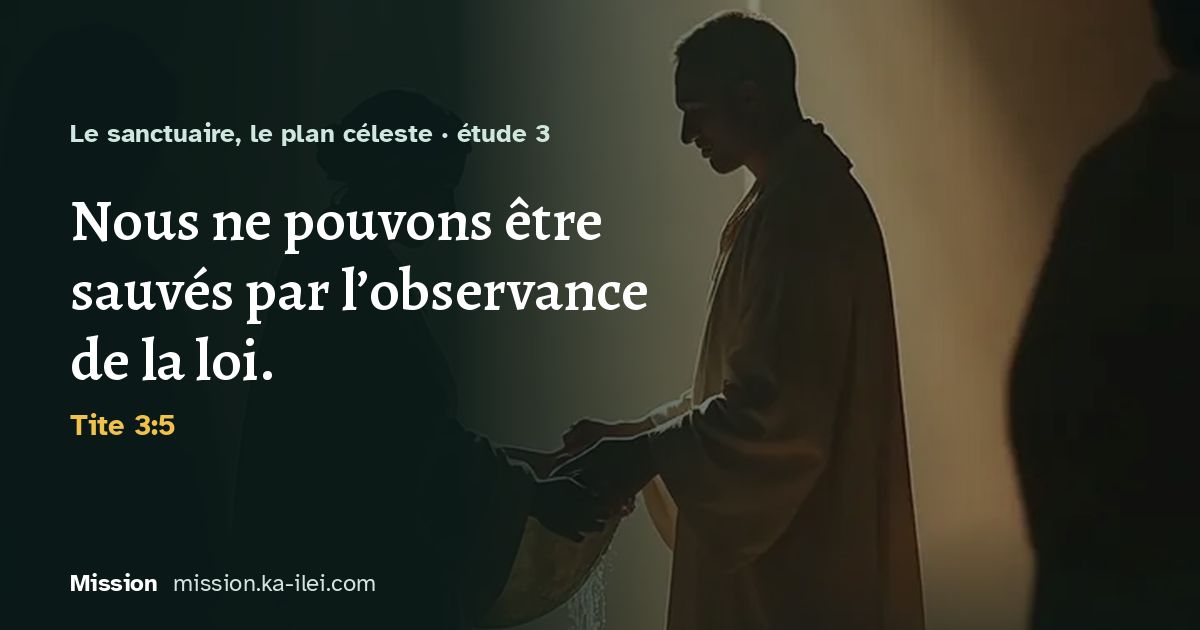 Le sanctuaire, le plan céleste · étude 3
Nous ne pouvons être
sauvés par l’observance
de la loi.
Tite 3:5
Mission mission.ka-ilei.com